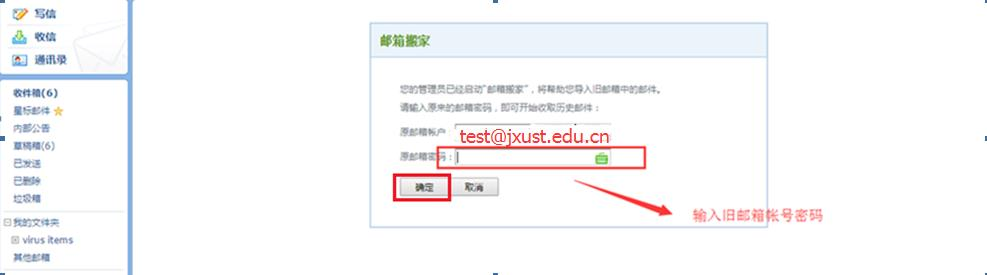 写信
收信
通讯录
收件箱(6)
星标邮件
内部公告
草稿箱(6)
已发送
已删除
垃圾箱
我的文件夹
virus items
其他邮箱
邮箱搬家
您的管理员已经启动"邮箱搬家"，将帮助您导入旧邮箱中的邮件。
请输入原来的邮箱密码，即可开始收取历史邮件：
原邮箱帐户 test@jxust.edu.cn
原邮箱密码：
确定 取消
输入旧邮箱帐号密码